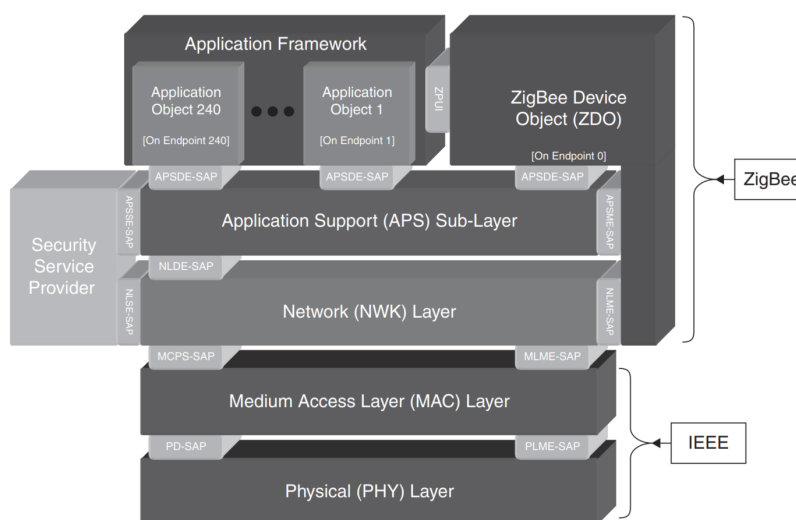 Application Framework
Application
Object 240
[On Endpoint 240]
Application
Object 1
[On Endpoint 1]
ZPUI
ZigBee Device
Object (ZDO)
[On Endpoint 0]
APSDE-SAP
APSDE-SAP
APSDE-SAP
ZigBee
Security
Service
Provider
APSSE-SAP
Application Support (APS) Sub-Layer
APSME-SAP
NLDE-SAP
NLSE-SAP
Network (NWK) Layer
NLME-SAP
MCPS-SAP
MLME-SAP
Medium Access Layer (MAC) Layer
IEEE
PD-SAP
PLME-SAP
Physical (PHY) Layer